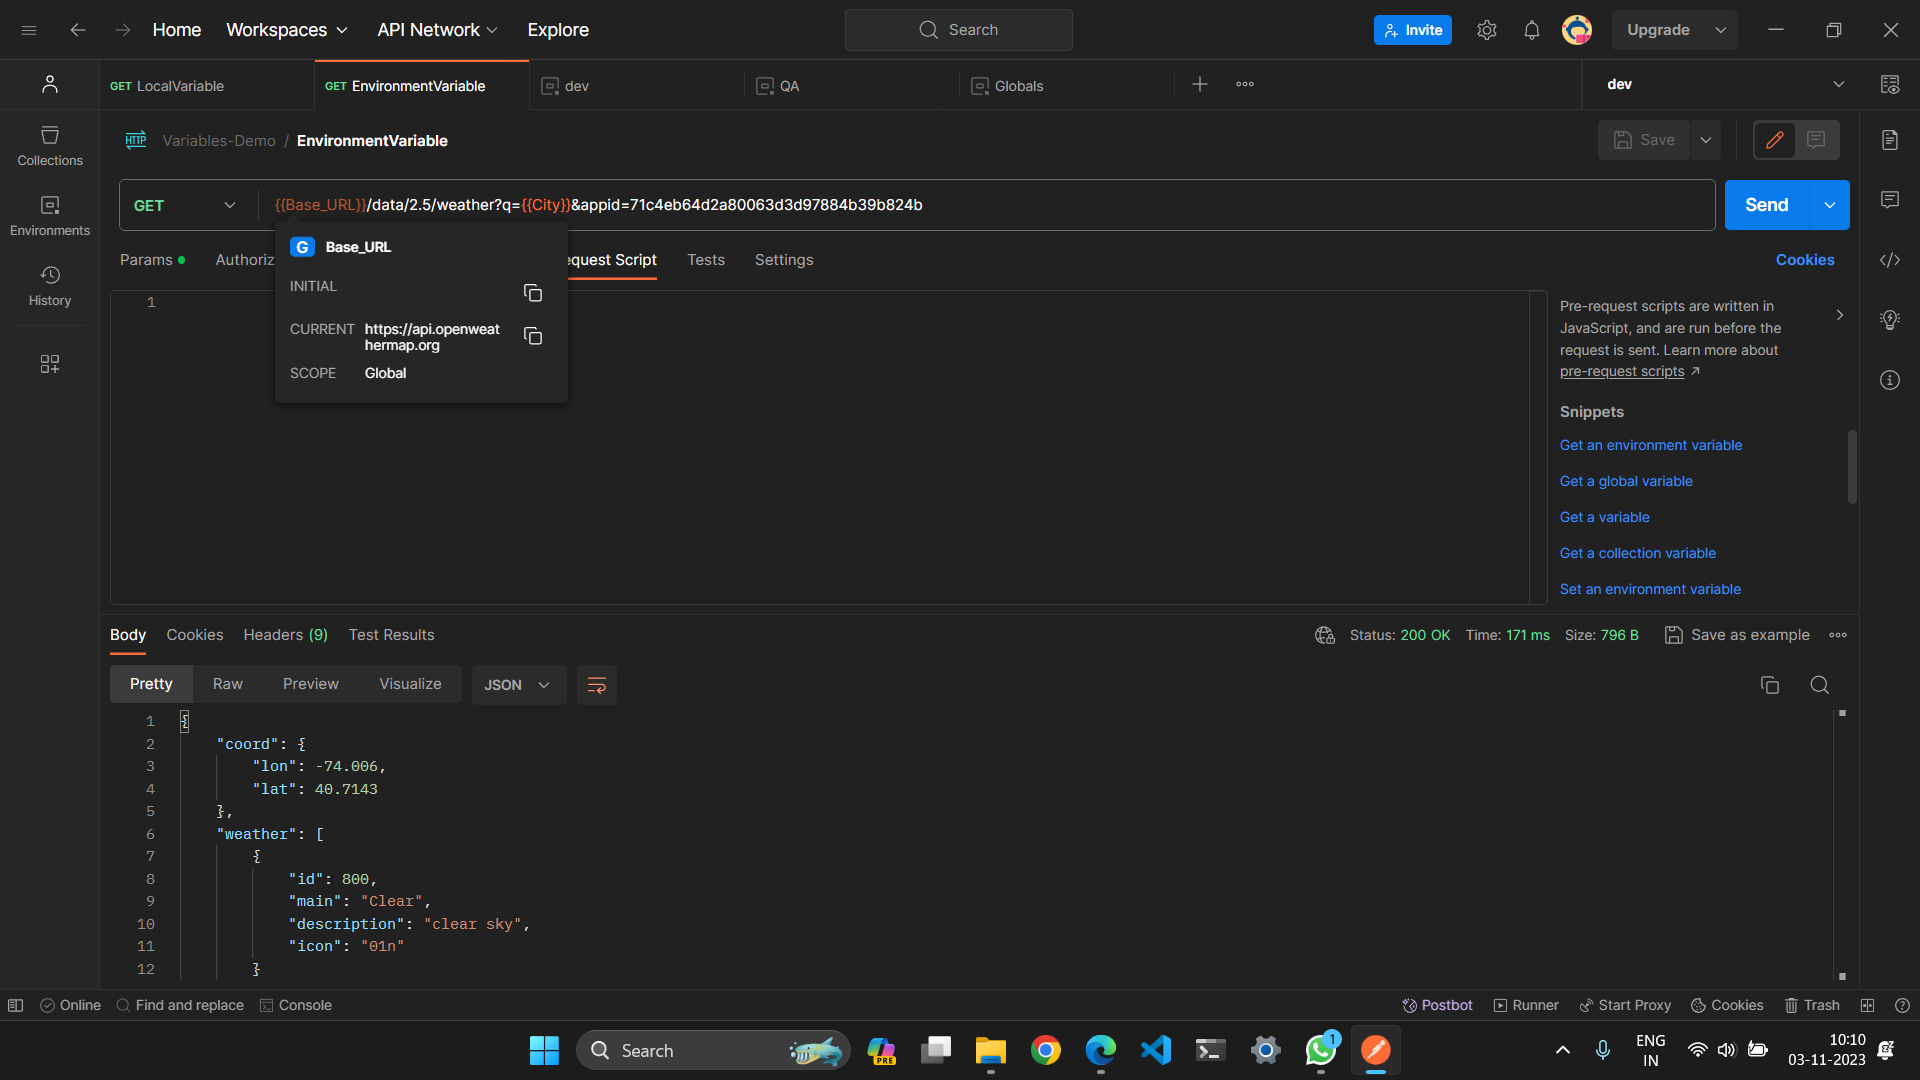 Home Workspaces API Network Explore Search Invite Upgrade
GET LocalVariable GET EnvironmentVariable dev QA Globals dev
HTTP Variables-Demo / EnvironmentVariable Save
GET {{Base_URL}}/data/2.5/weather?q={{City}}&appid=71c4eb64d2a80063d3d97884b39b824b Send
Collections
Environments
History
Params Authoriz equest Script Tests Settings Cookies
G Base_URL
INITIAL
CURRENT https://api.openweat
hermap.org
SCOPE Global
1
Pre-request scripts are written in
JavaScript, and are run before the
request is sent. Learn more about
pre-request scripts
Snippets
Get an environment variable
Get a global variable
Get a variable
Get a collection variable
Set an environment variable
Body Cookies Headers (9) Test Results Status: 200 OK Time: 171 ms Size: 796 B Save as example
Pretty Raw Preview Visualize JSON
1 {
2 "coord": {
3 "lon": -74.006,
4 "lat": 40.7143
5 },
6 "weather": [
7 {
8 "id": 800,
9 "main": "Clear",
10 "description": "clear sky",
11 "icon": "01n"
12 }
Online Find and replace Console Postbot Runner Start Proxy Cookies Trash
Search PRE 1 ENG
IN
10:10
03-11-2023